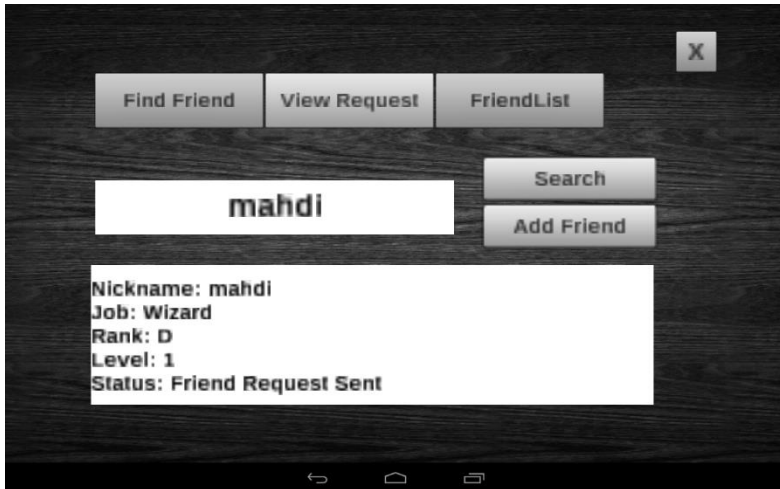 X
Find Friend View Request FriendList
Search
mahdi
Add Friend
Nickname: mahdi
Job: Wizard
Rank: D
Level: 1
Status: Friend Request Sent